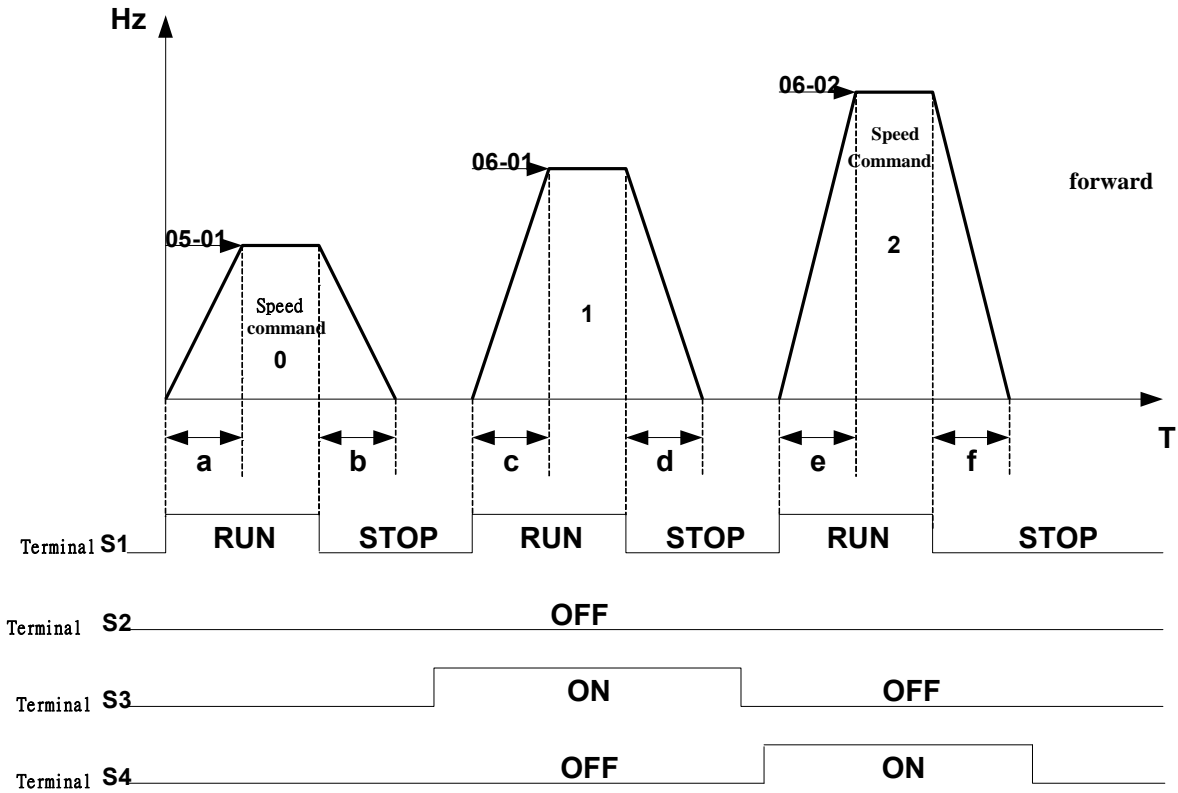 Hz
06-02
Speed
Command
2
forward
06-01
1
05-01
Speed
command
0
T
a b c d e f
Terminal S1 RUN STOP RUN STOP RUN STOP
Terminal S2 OFF
Terminal S3 ON OFF
Terminal S4 OFF ON